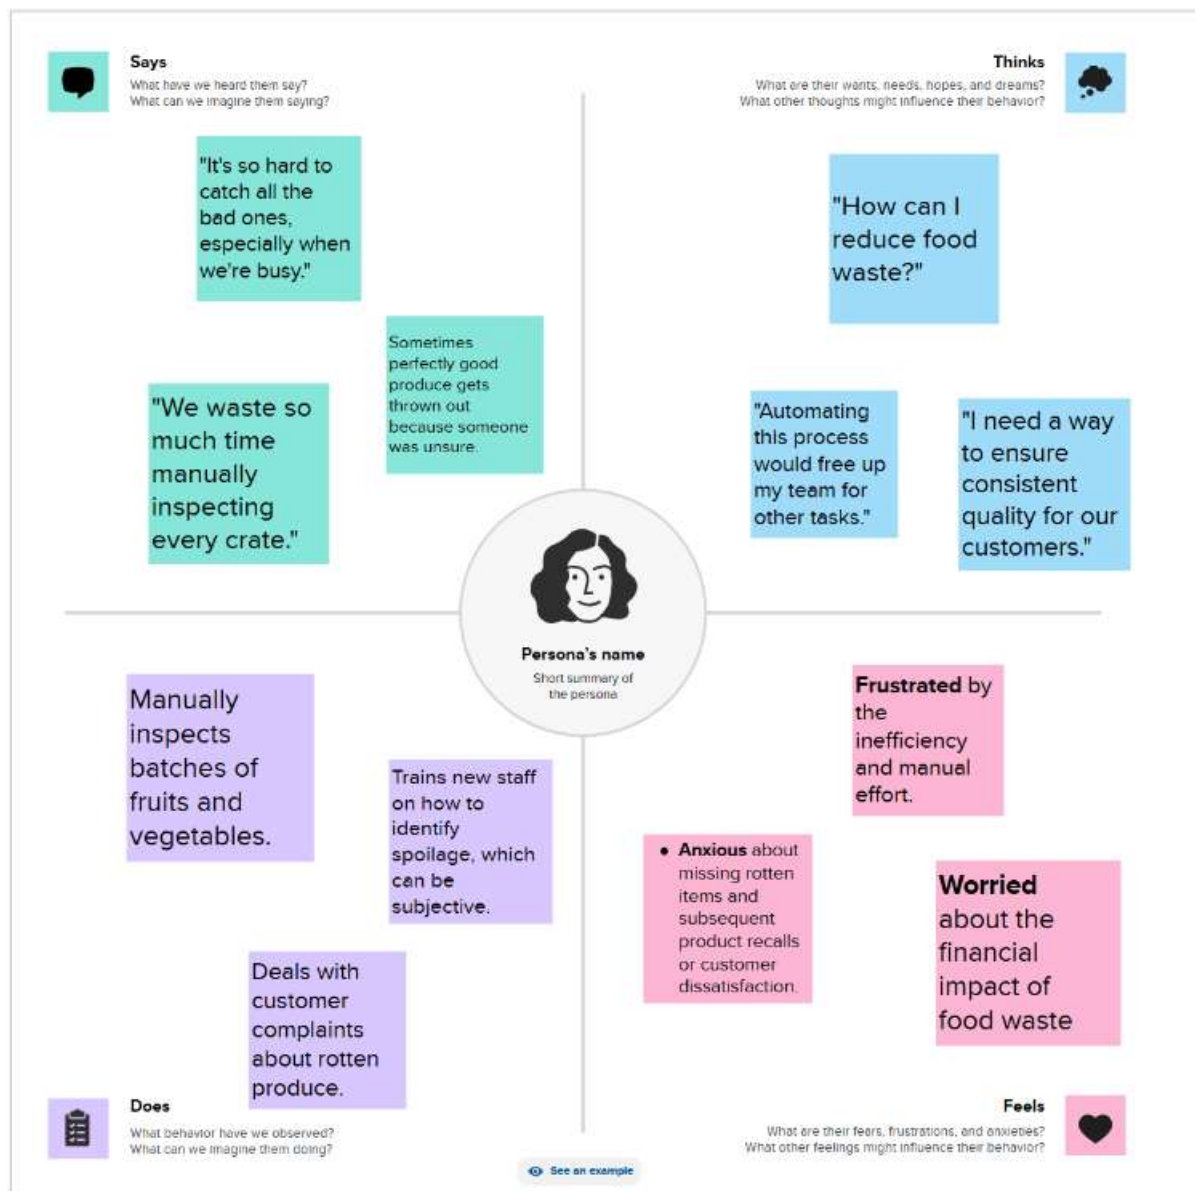 Says
What have we heard them say?
What can we imagine them saying?
"It's so hard to
catch all the
bad ones,
especially when
we're busy."
Sometimes
perfectly good
produce gets
thrown out
because someone
was unsure.
"We waste so
much time
manually
inspecting
every crate."
Thinks
What are their wants, needs, hopes, and dreams?
What other thoughts might influence their behavior?
"How can I
reduce food
waste?"
"Automating
this process
would free up
my team for
other tasks."
"I need a way
to ensure
consistent
quality for our
customers."
Persona's name
Short summary of
the persona
Manually
inspects
batches of
fruits and
vegetables.
Trains new staff
on how to
identify
spoilage, which
can be
subjective.
Deals with
customer
complaints
about rotten
produce.
Does
What behavior have we observed?
What can we imagine them doing?
Frustrated by
the
inefficiency
and manual
effort.
• Anxious about
missing rotten
items and
subsequent
product recalls
or customer
dissatisfaction.
Worried
about the
financial
impact of
food waste
Feels
What are their fears, frustrations, and anxieties?
What other feelings might influence their behavior?
See an example